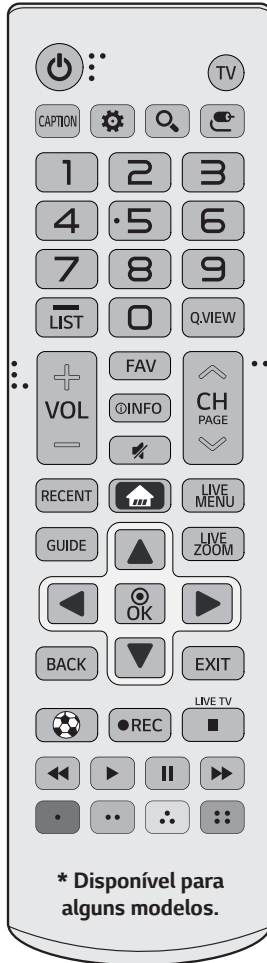 TV
CAPTION
1 2 3
4 5 6
7 8 9
LIST 0 Q.VIEW
+ FAV
VOL INFO CH
PAGE
—
RECENT LIVE
MENU
GUIDE LIVE
ZOOM
OK
BACK EXIT
LIVE TV
●REC ■
* Disponível para
alguns modelos.